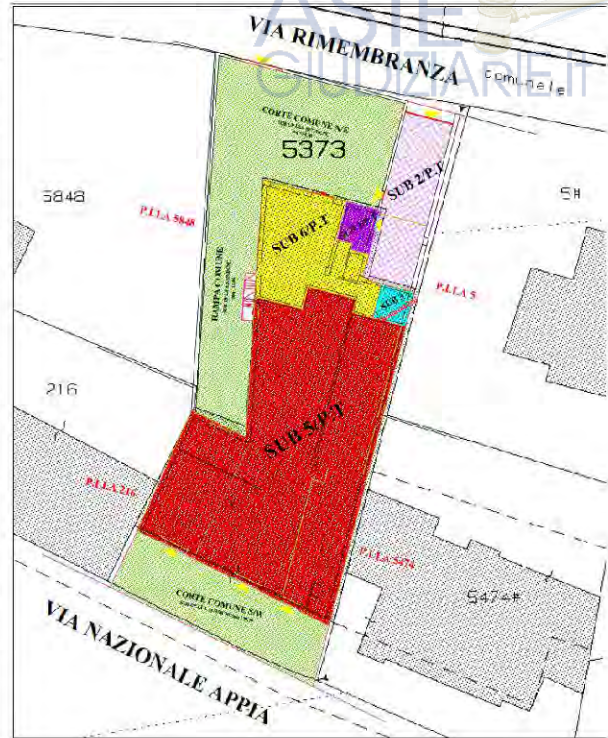 ASTE
GIUDIZIARIE.IT
VIA RIMEMBRANZA
Comunale
CORTE COMUNE N/E
5373
SUB 2/P.T
5848
P.LLA 5848
5#
SUB 6/P.T
P.LLA 5
RAMPA COMUNE
SUB 5/P.T
216
P.LLA 216
P.LLA 5474
5474#
CORTE COMUNE S/W
VIA NAZIONALE APPIA